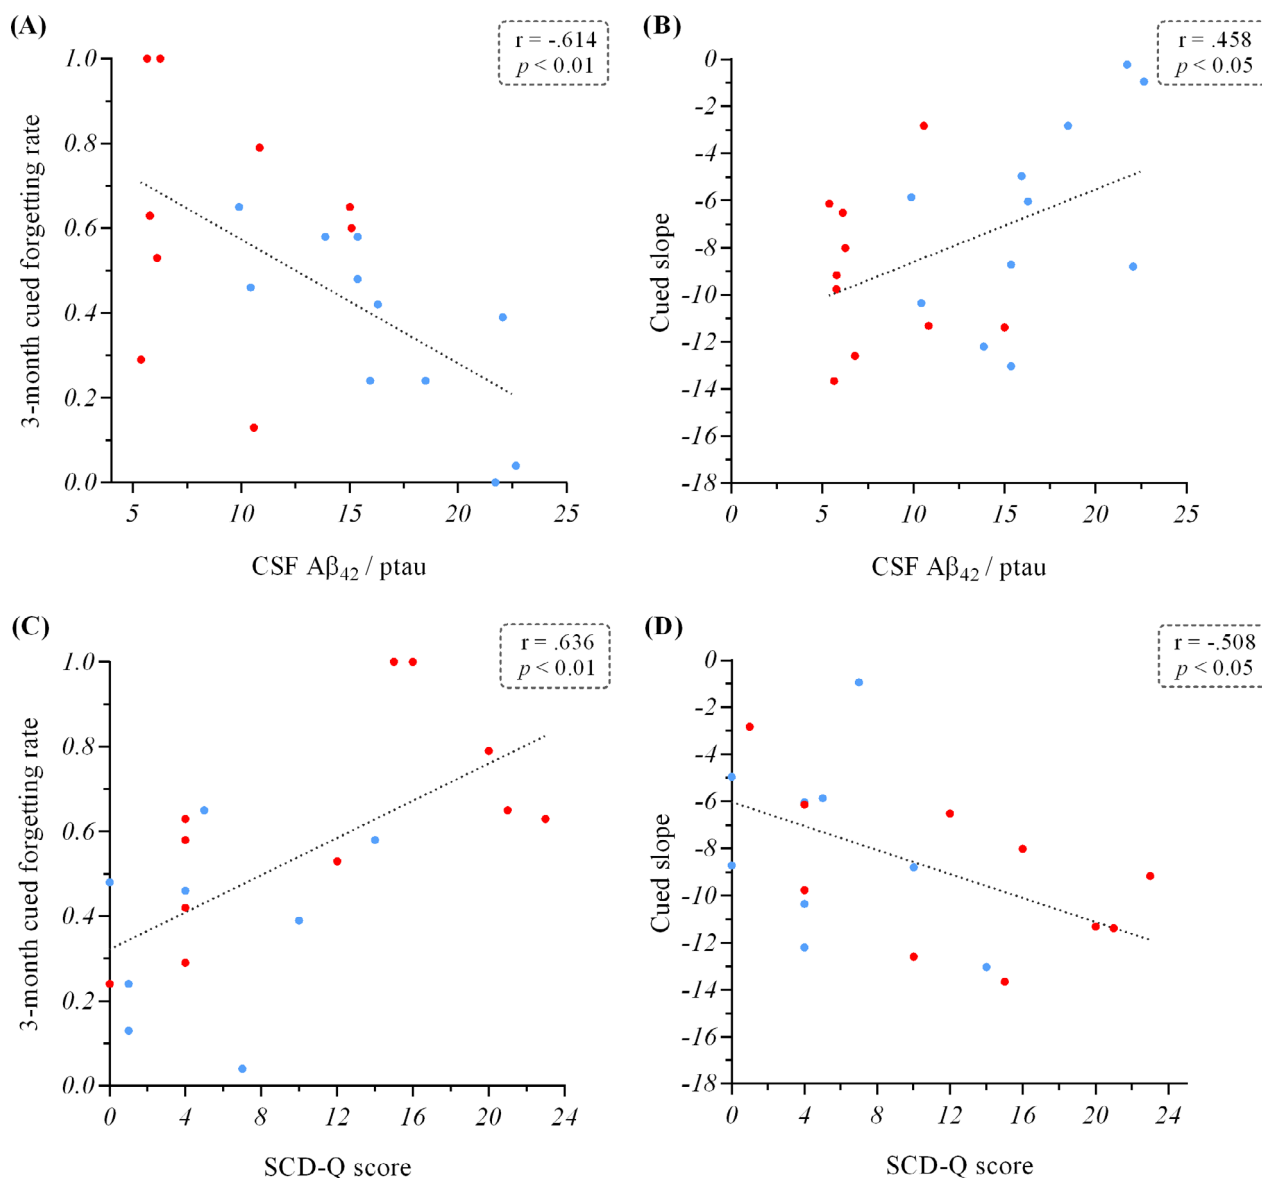 (A)
r = -.614
p < 0.01
3-month cued forgetting rate
1.0
0.8
0.6
0.4
0.2
0.0
5 10 15 20 25
CSF Aβ42 / ptau
(B)
r = .458
p < 0.05
Cued slope
0
-2
-4
-6
-8
-10
-12
-14
-16
-18
0 5 10 15 20 25
CSF Aβ42 / ptau
(C)
r = .636
p < 0.01
3-month cued forgetting rate
1.0
0.8
0.6
0.4
0.2
0.0
0 4 8 12 16 20 24
SCD-Q score
(D)
r = -.508
p < 0.05
Cued slope
0
-2
-4
-6
-8
-10
-12
-14
-16
-18
0 4 8 12 16 20 24
SCD-Q score